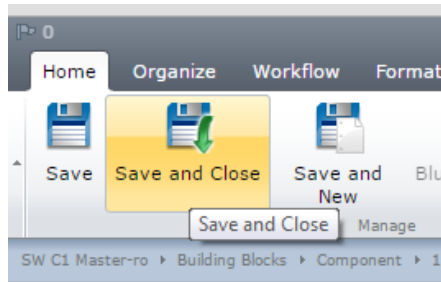 0
Home Organize Workflow Format
Save Save and Close Save and New
Save and Close Manage
SW C1 Master-ro Building Blocks Component 1